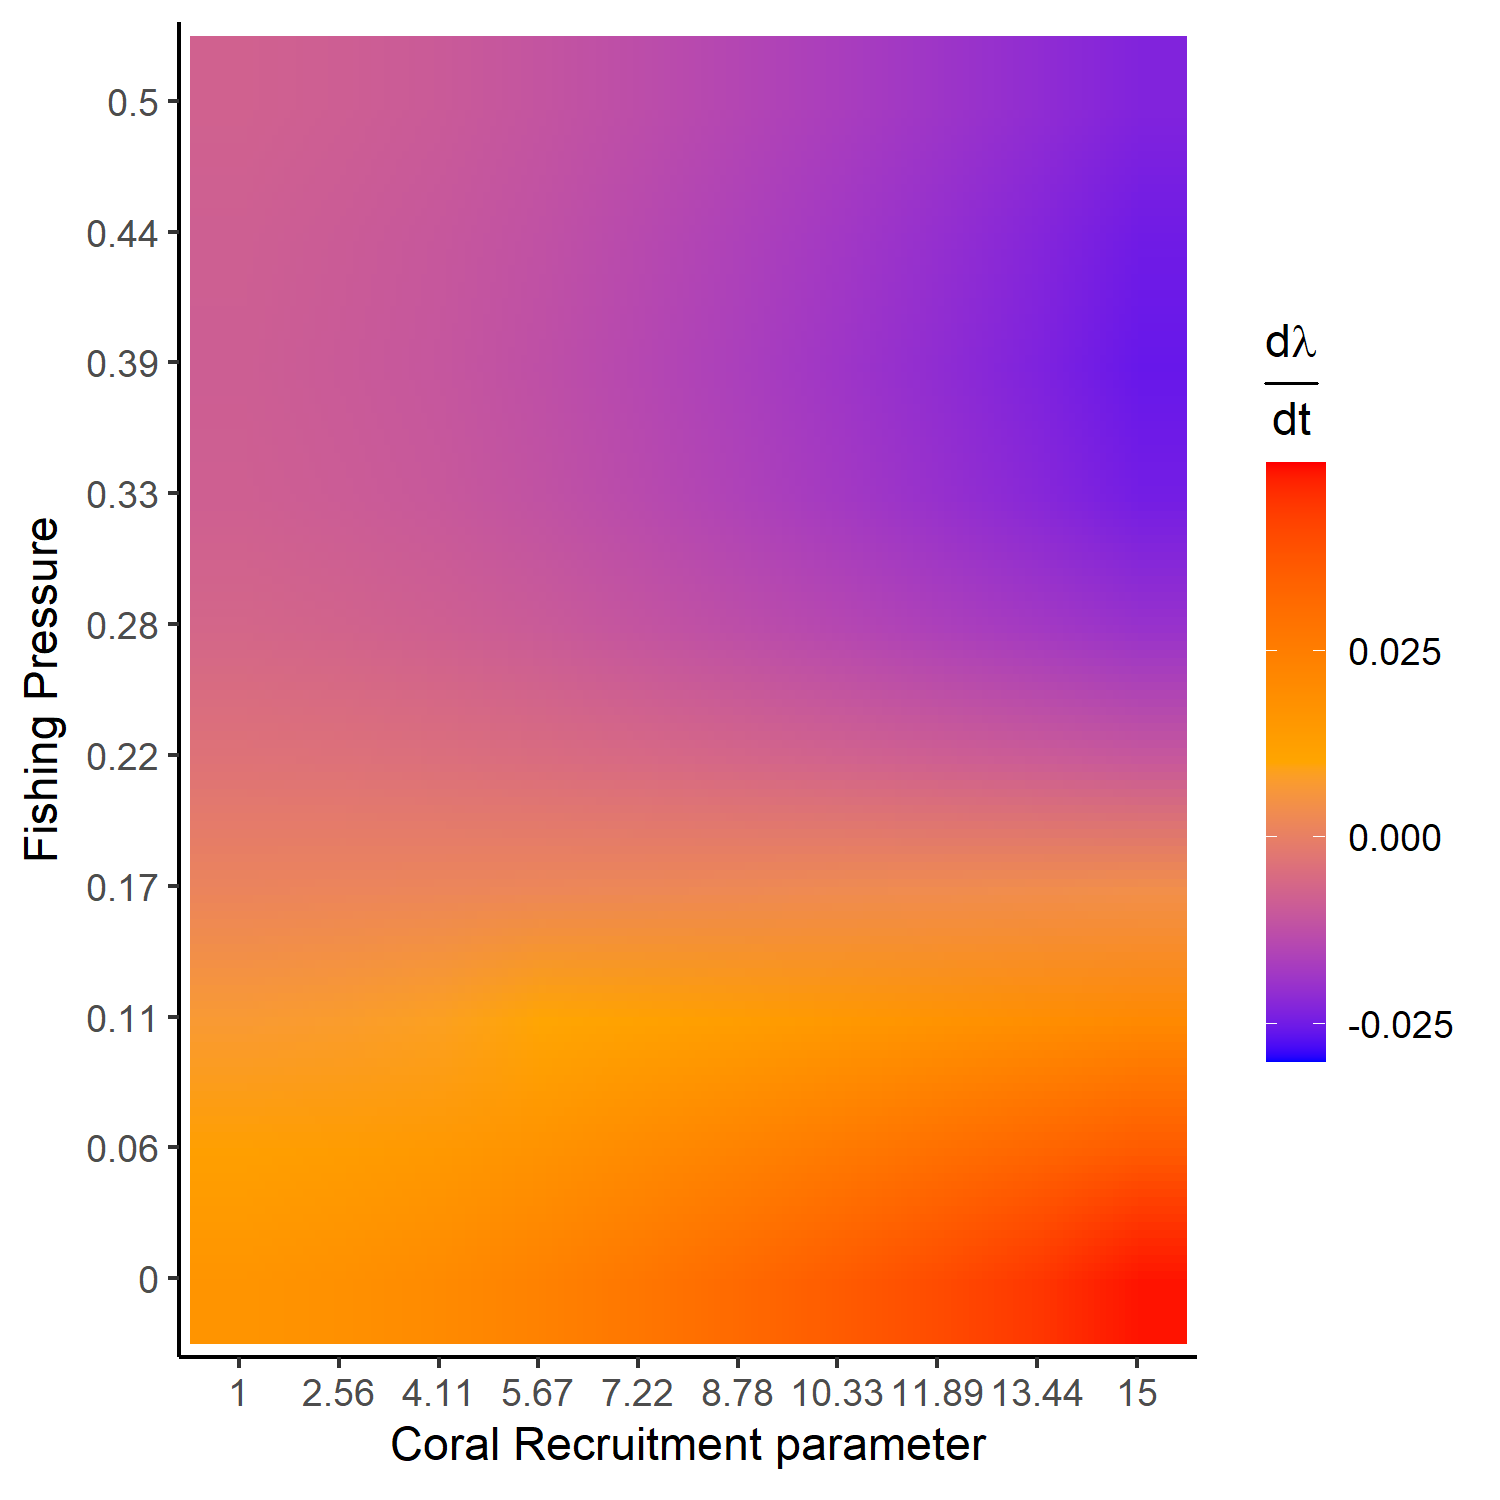 Fishing Pressure
0.5
0.44
0.39
0.33
0.28
0.22
0.17
0.11
0.06
0
1 2.56 4.11 5.67 7.22 8.78 10.33 11.89 13.44 15
Coral Recruitment parameter
dλ
dt
0.025
0.000
-0.025